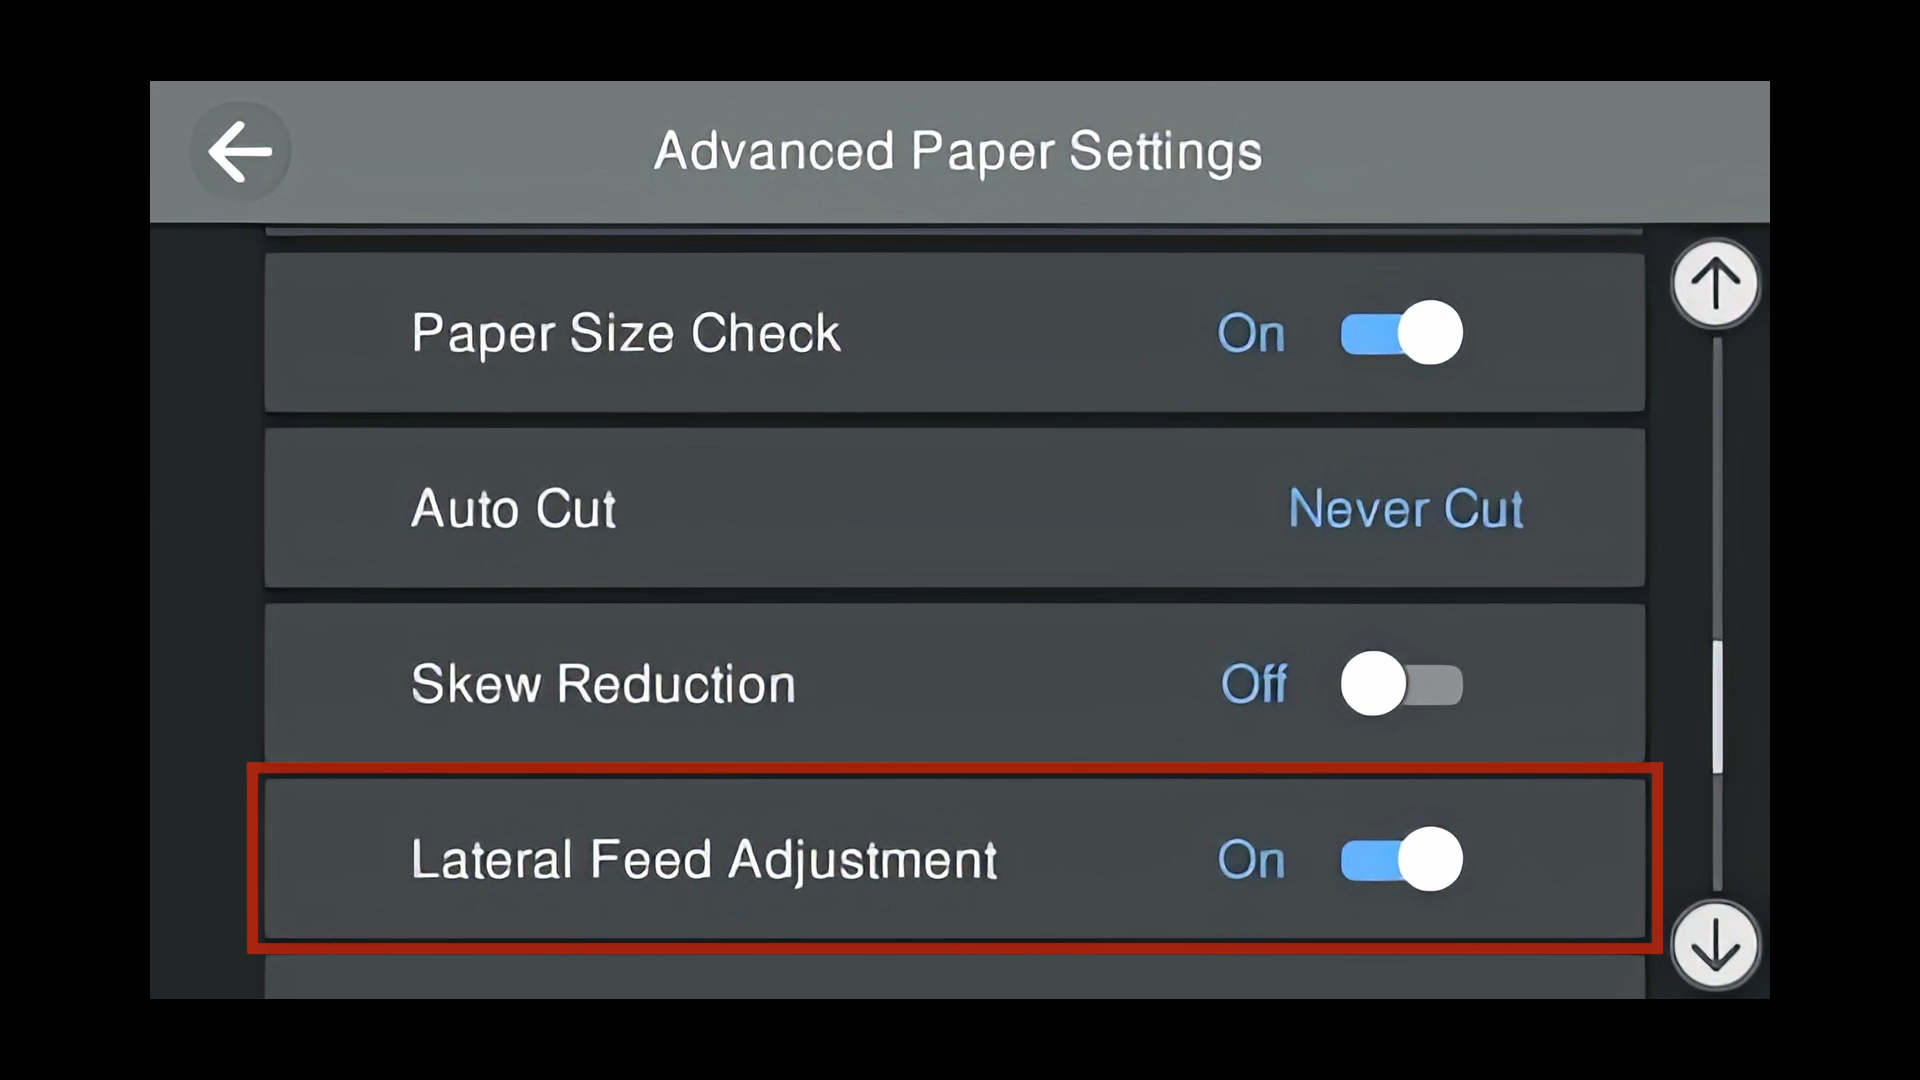 Advanced Paper Settings
Paper Size Check On
Auto Cut Never Cut
Skew Reduction Off
Lateral Feed Adjustment On